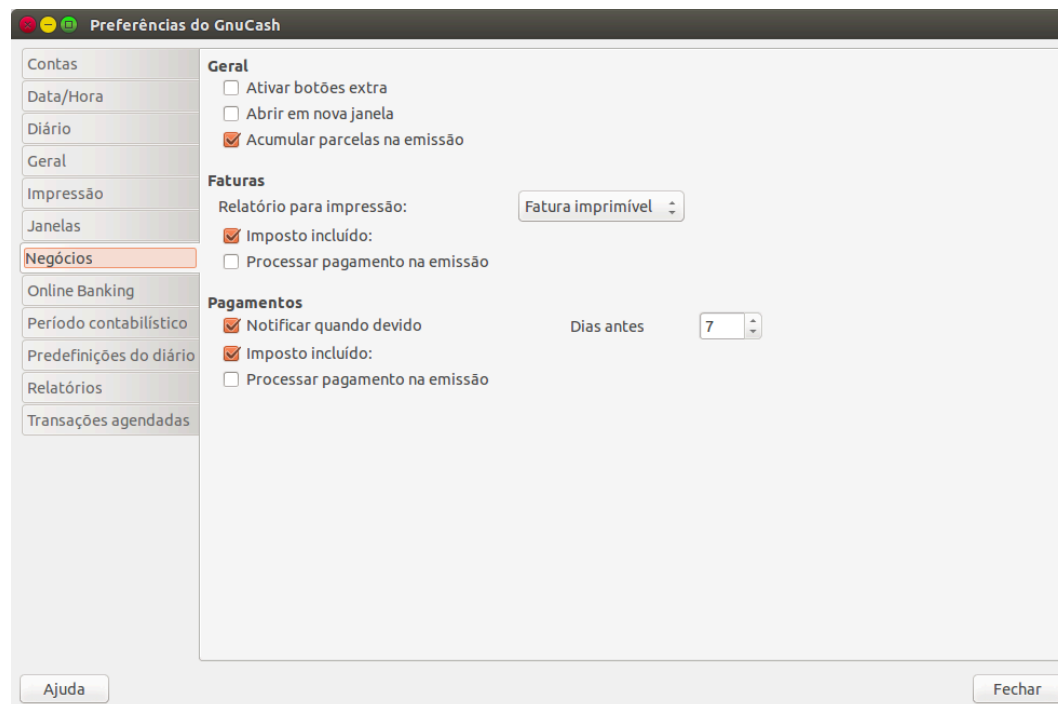 Preferências do GnuCash
Contas
Data/Hora
Diário
Geral
Impressão
Janelas
Negócios
Online Banking
Período contabilístico
Predefinições do diário
Relatórios
Transações agendadas
Geral
Ativar botões extra
Abrir em nova janela
Acumular parcelas na emissão
Faturas
Relatório para impressão: Fatura imprimível
Imposto incluído:
Processar pagamento na emissão
Pagamentos
Notificar quando devido Dias antes 7
Imposto incluído:
Processar pagamento na emissão
Ajuda Fechar